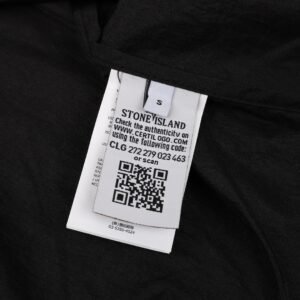 S
STONE ISLAND
Check the authenticity on
WWW.CERTILOGO.COM
using the following code:
CLG 272 279 023 463
or scan